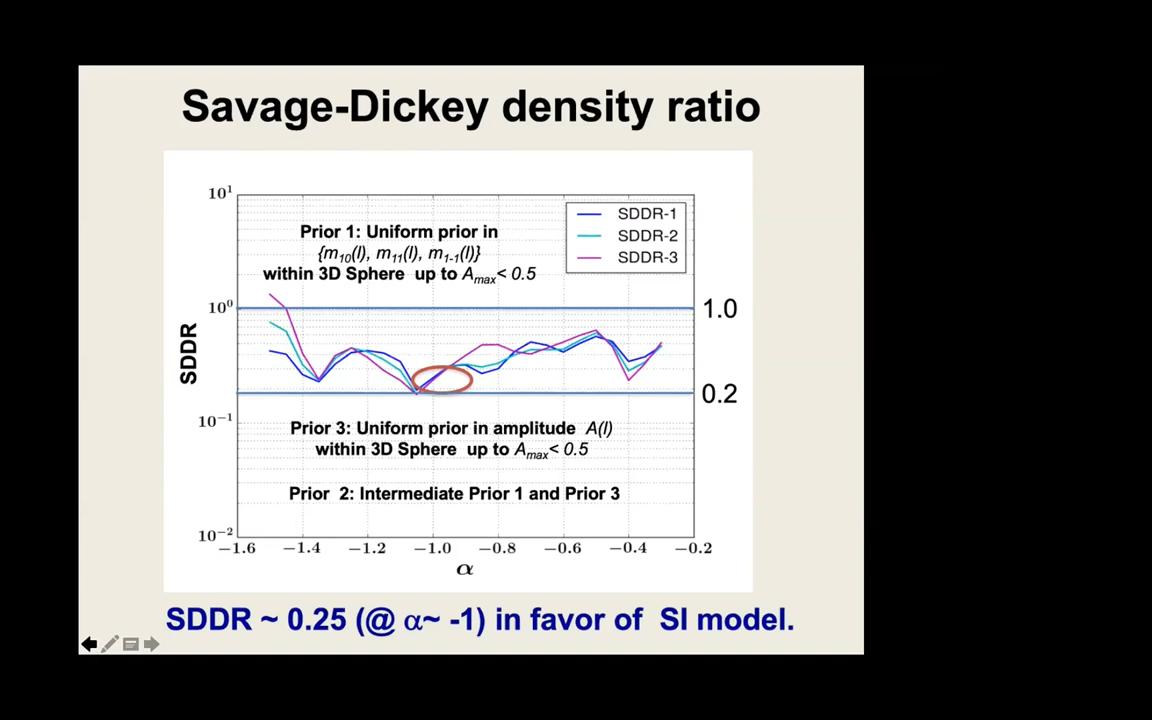 Savage-Dickey density ratio
10¹
SDDR-1
SDDR-2
SDDR-3
Prior 1: Uniform prior in
{m₁₀(l), m₁₁(l), m₁₋₁(l)}
within 3D Sphere up to Aₘₐₓ< 0.5
10⁰
1.0
SDDR
0.2
10⁻¹
Prior 3: Uniform prior in amplitude A(l)
within 3D Sphere up to Aₘₐₓ< 0.5
Prior 2: Intermediate Prior 1 and Prior 3
10⁻²
−1.6 −1.4 −1.2 −1.0 −0.8 −0.6 −0.4 −0.2
α
SDDR ~ 0.25 (@ α~ -1) in favor of SI model.